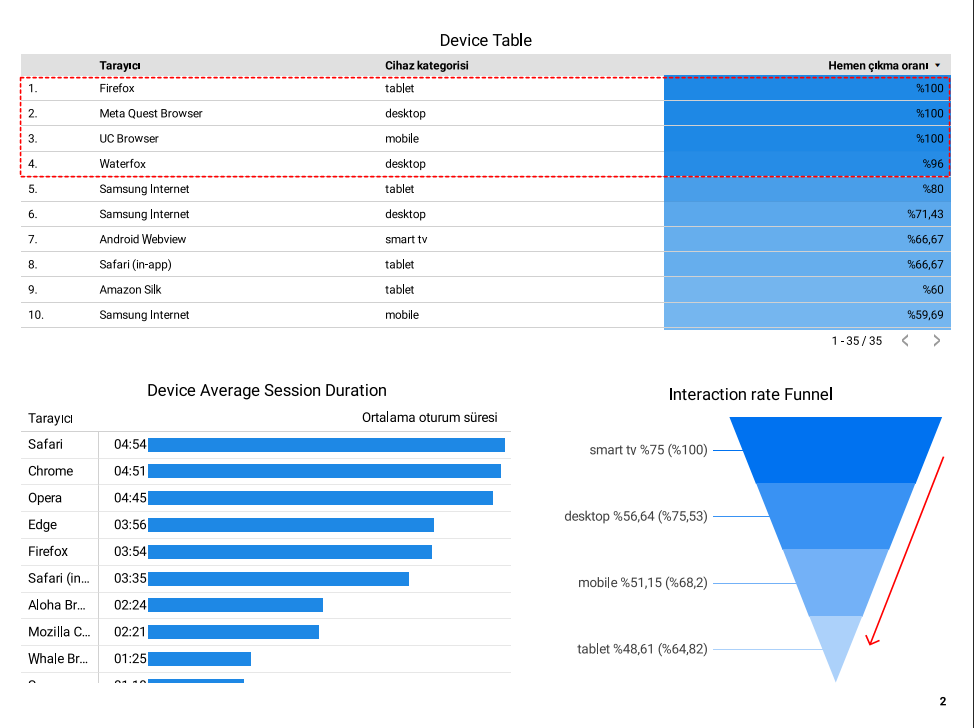 Device Table
Tarayıcı Cihaz kategorisi Hemen çıkma oranı
1. Firefox tablet %100
2. Meta Quest Browser desktop %100
3. UC Browser mobile %100
4. Waterfox desktop %96
5. Samsung Internet tablet %80
6. Samsung Internet desktop %71,43
7. Android Webview smart tv %66,67
8. Safari (in-app) tablet %66,67
9. Amazon Silk tablet %60
10. Samsung Internet mobile %59,69
1 - 35 / 35
Device Average Session Duration
Tarayıcı Ortalama oturum süresi
Safari 04:54
Chrome 04:51
Opera 04:45
Edge 03:56
Firefox 03:54
Safari (in... 03:35
Aloha Br... 02:24
Mozilla C... 02:21
Whale Br... 01:25
Interaction rate Funnel
smart tv %75 (%100)
desktop %56,64 (%75,53)
mobile %51,15 (%68,2)
tablet %48,61 (%64,82)
2